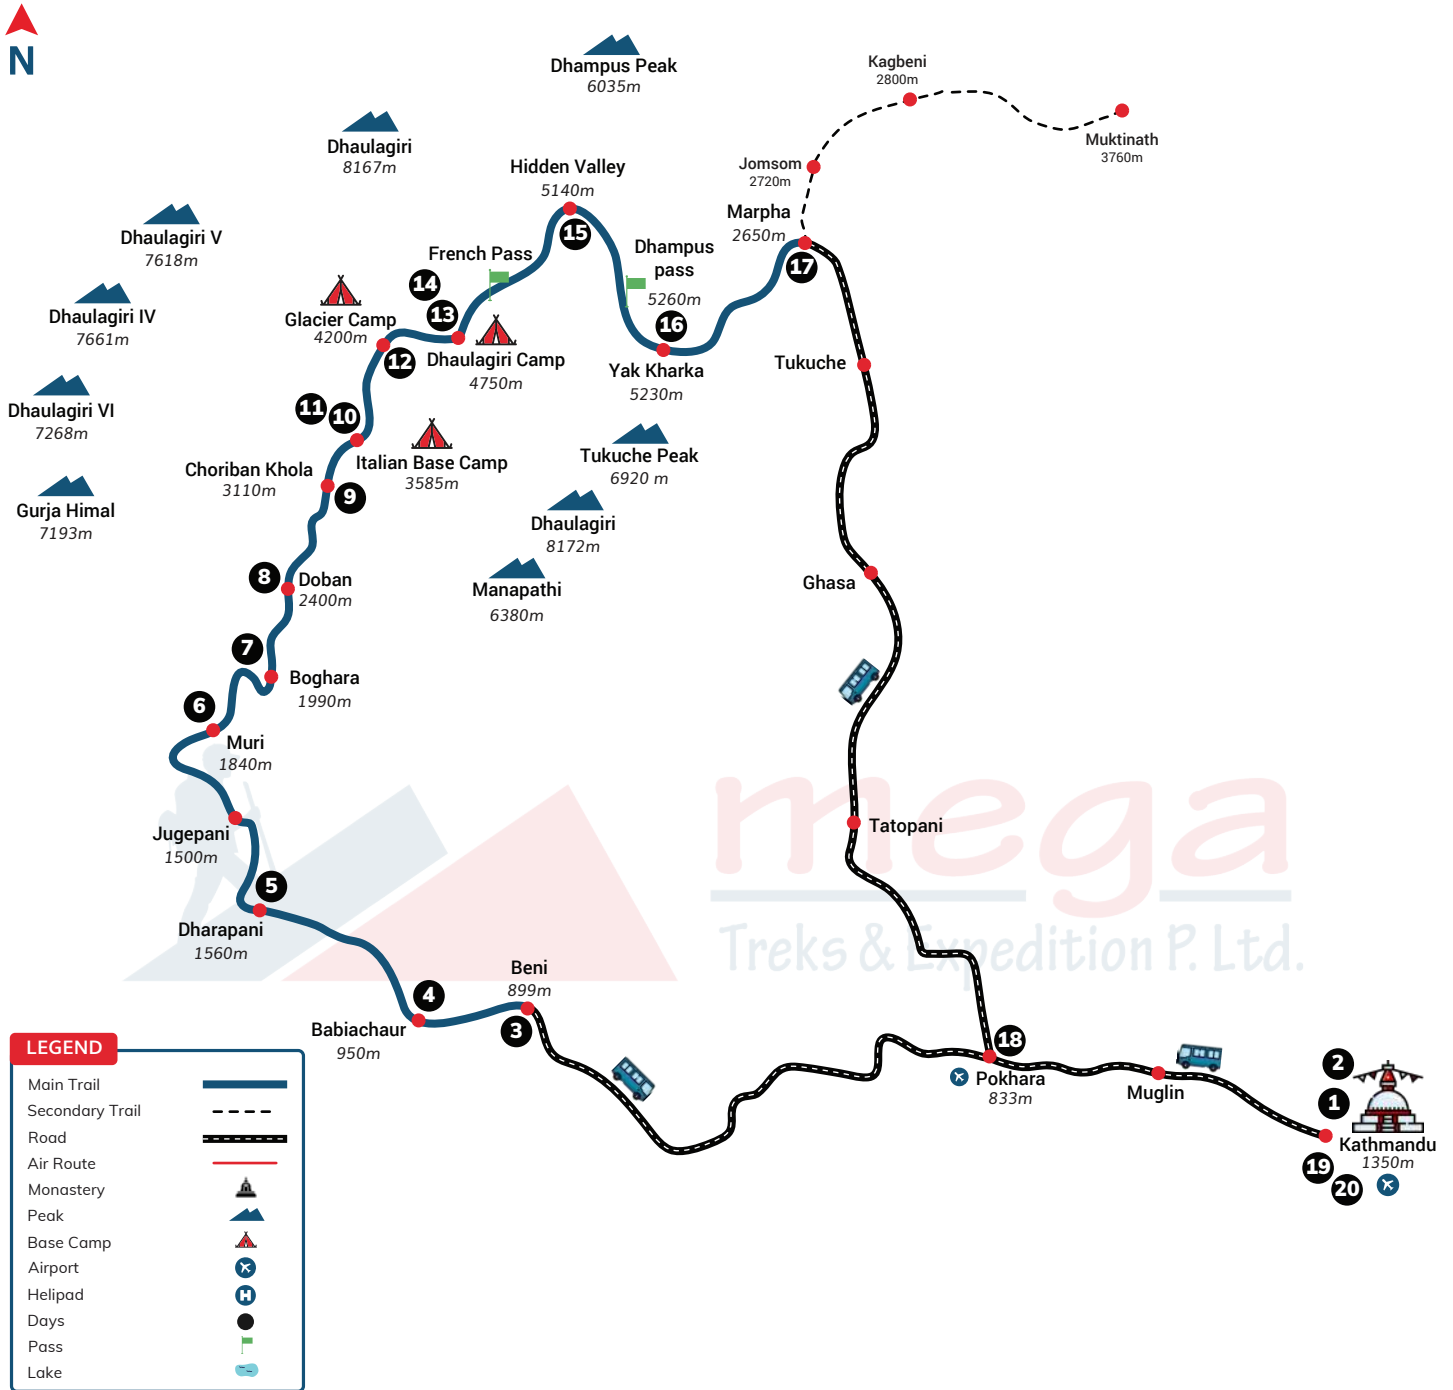 N
Dhampus Peak
6035m
Kagbeni
2800m
Muktinath
3760m
Dhaulagiri
8167m
Hidden Valley
5140m
15
Jomsom
2720m
Marpha
2650m
17
Dhaulagiri V
7618m
French Pass
Dhampus
pass
5260m
14
13
Dhaulagiri IV
7661m
Glacier Camp
4200m
12
Dhaulagiri Camp
4750m
16
Yak Kharka
5230m
Tukuche
Dhaulagiri VI
7268m
11
10
Italian Base Camp
3585m
Tukuche Peak
6920 m
Choriban Khola
3110m
9
Gurja Himal
7193m
Dhaulagiri
8172m
Manapathi
6380m
Ghasa
8
Doban
2400m
7
Boghara
1990m
6
Muri
1840m
Jugepani
1500m
Tatopani
mega
Treks & Expedition P. Ltd.
5
Dharapani
1560m
Beni
899m
3
4
Babiachaur
950m
18
Pokhara
833m
Muglin
2
1
Kathmandu
1350m
19
20
LEGEND
Main Trail
Secondary Trail
Road
Air Route
Monastery
Peak
Base Camp
Airport
Helipad
H
Days
Pass
Lake